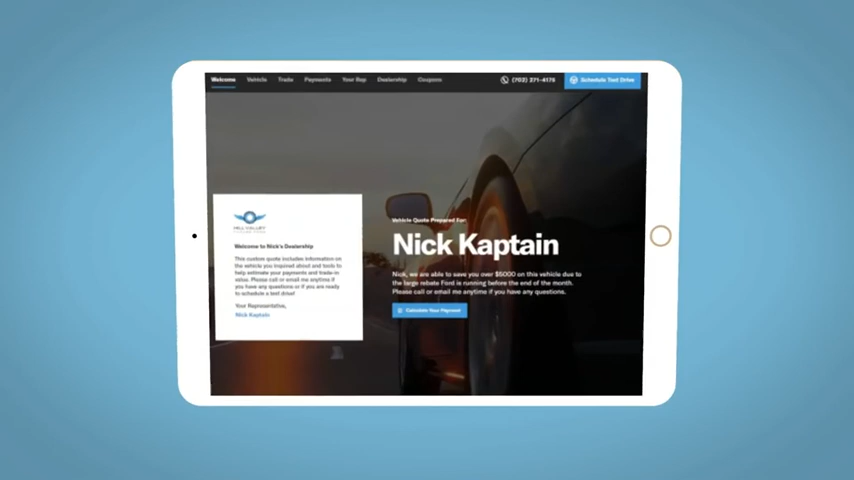 Welcome Vehicle Trade Payments Your Rep Dealership Coupons (702) 271-4175 Schedule Test Drive
HILL VALLEY
Welcome to Nick's Dealership
This custom quote includes information on
the vehicle you inquired about and tools to
help estimate your payments and trade-in
value. Please call or email me anytime if
you have any questions or if you are ready
to schedule a test drive!
Your Representative,
Nick Kaptain
Vehicle Quote Prepared For:
Nick Kaptain
Nick, we are able to save you over $5000 on this vehicle due to
the large rebate Ford is running before the end of the month.
Please call or email me anytime if you have any questions.
Calculate Your Payment